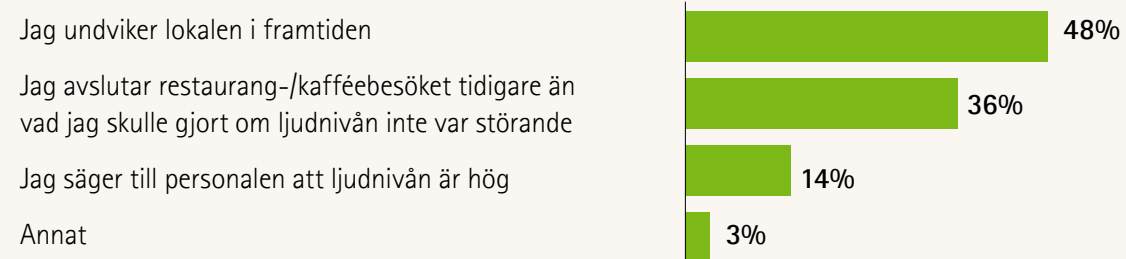 Jag undviker lokalen i framtiden 48%
Jag avslutar restaurang-/kafféebesöket tidigare än
vad jag skulle gjort om ljudnivån inte var störande 36%
Jag säger till personalen att ljudnivån är hög 14%
Annat 3%